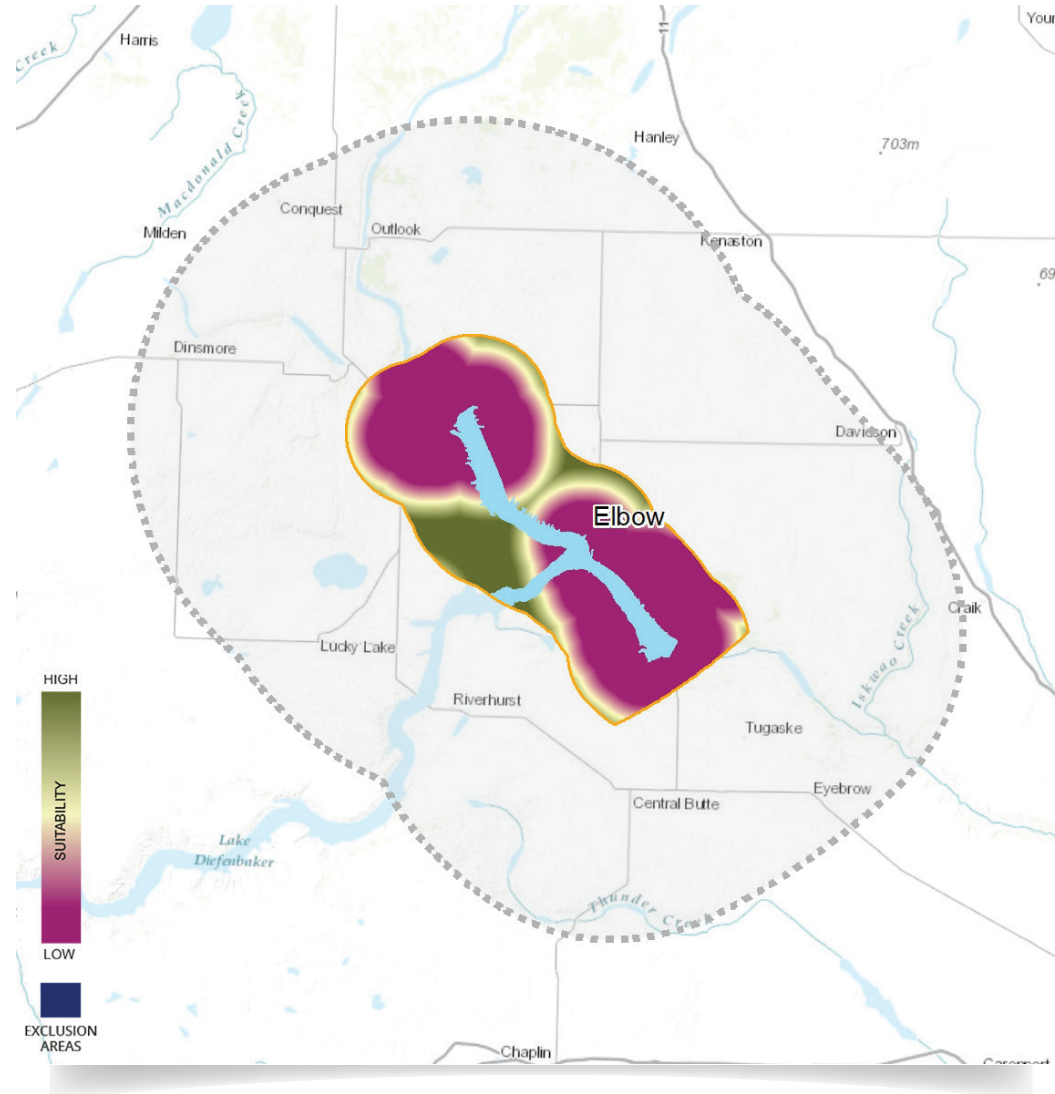 Harris
11
Your
Creek
Macdonald Creek
Hanley
703m
Conquest
Milden
Outlook
Kenaston
69
Dinsmore
Davidson
Elbow
Craik
Lucky Lake
Iskwao Creek
HIGH
Riverhurst
Tugaske
SUITABILITY
Eyebrow
Central Butte
Lake
Diefenbaker
Thunder Creek
LOW
EXCLUSION
AREAS
Chaplin